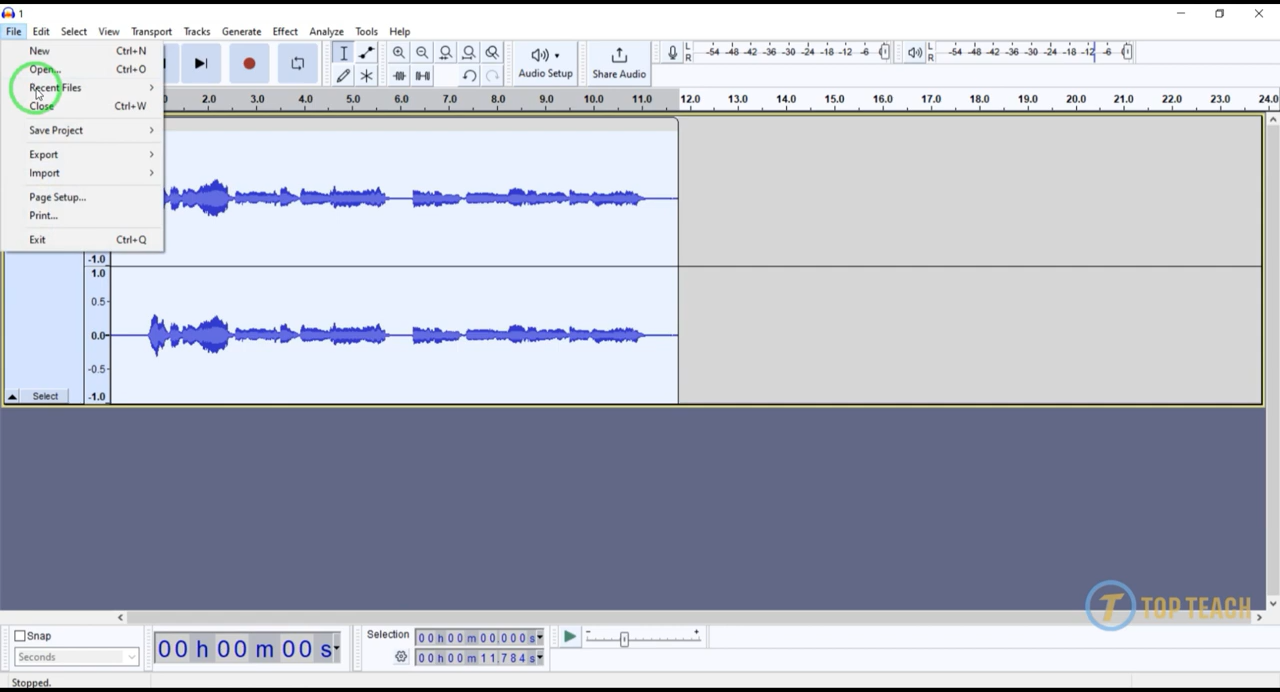 1
File Edit Select View Transport Tracks Generate Effect Analyze Tools Help
New Ctrl+N
Open... Ctrl+O
Recent Files
Close Ctrl+W
Save Project
Export
Import
Page Setup...
Print...
Exit Ctrl+Q
Audio Setup
Share Audio
L R -54 -48 -42 -36 -30 -24 -18 -12 -6
L R -54 -48 -42 -36 -30 -24 -18 -12 -6
2.0 3.0 4.0 5.0 6.0 7.0 8.0 9.0 10.0 11.0 12.0 13.0 14.0 15.0 16.0 17.0 18.0 19.0 20.0 21.0 22.0 23.0 24.0
-1.0
1.0
0.5
0.0
-0.5
-1.0
Select
T TOP TEACH
Snap
Seconds
00 h 00 m 00 s
Selection
00 h 00 m 00.000 s
00 h 00 m 11.784 s
Stopped.